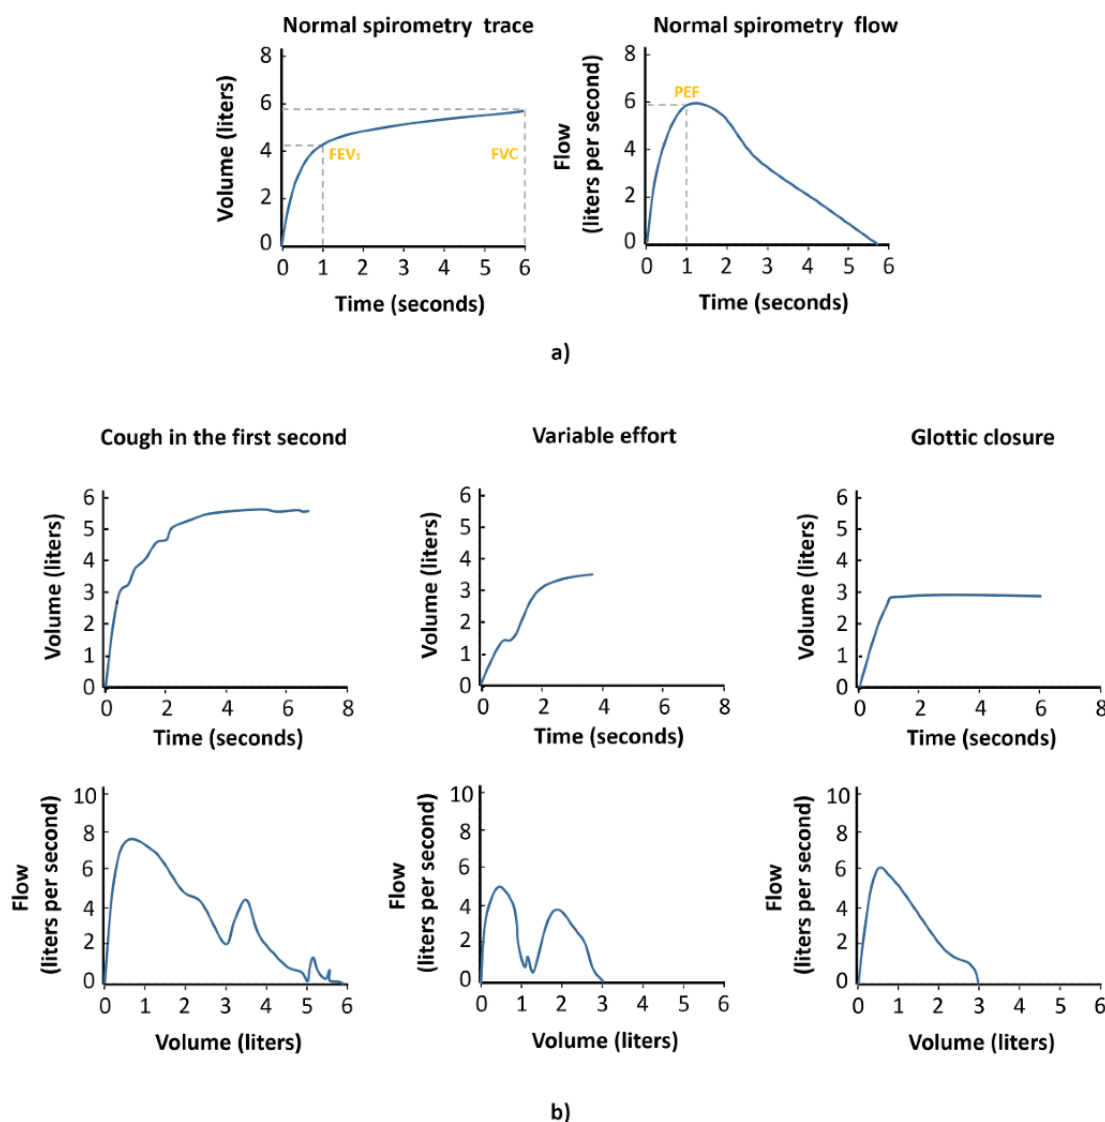 Normal spirometry trace
Normal spirometry flow
Volume (liters)
8
6
4
2
0
FEV₁
FVC
0 1 2 3 4 5 6
Time (seconds)
Flow
(liters per second)
8
6
4
2
0
PEF
0 1 2 3 4 5 6
Time (seconds)
a)
Cough in the first second
Variable effort
Glottic closure
Volume (liters)
6
5
4
3
2
1
0
0 2 4 6 8
Time (seconds)
Volume (liters)
6
5
4
3
2
1
0
0 2 4 6 8
Time (seconds)
Volume (liters)
6
5
4
3
2
1
0
0 2 4 6 8
Time (seconds)
Flow
(liters per second)
10
8
6
4
2
0
0 1 2 3 4 5 6
Volume (liters)
Flow
(liters per second)
10
8
6
4
2
0
0 1 2 3 4 5 6
Volume (liters)
Flow
(liters per second)
10
8
6
4
2
0
0 1 2 3 4 5 6
Volume (liters)
b)